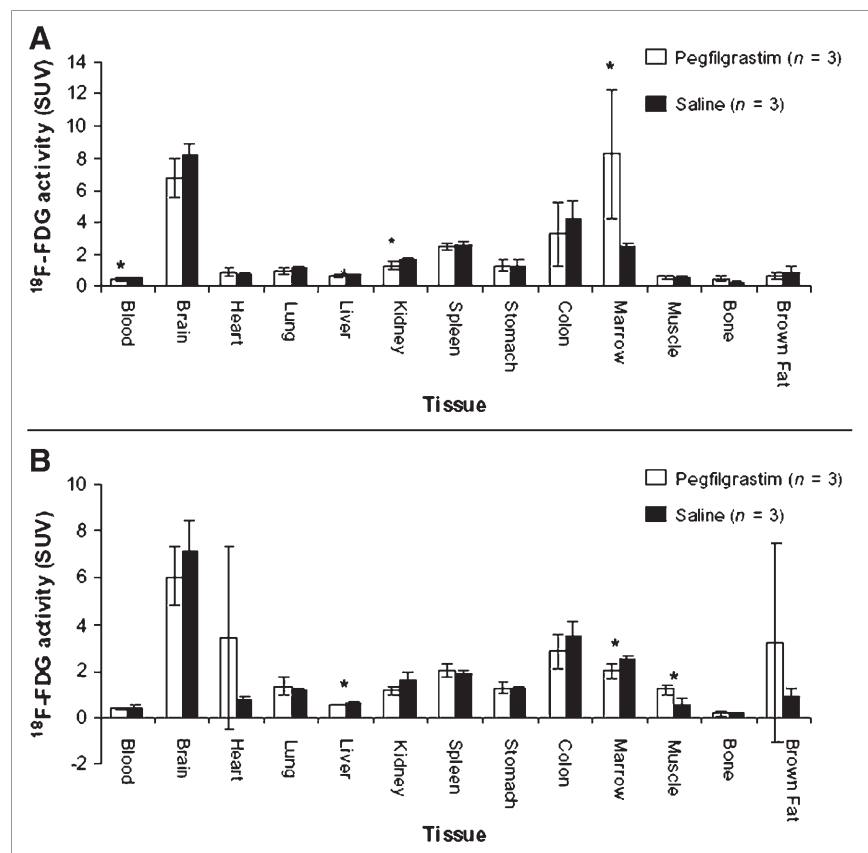 A
14
12
10
8
6
4
2
0
18F-FDG activity (SUV)
*
*
*
Pegfilgrastim (n = 3)
Saline (n = 3)
Blood
Brain
Heart
Lung
Liver
Kidney
Spleen
Stomach
Colon
Marrow
Muscle
Bone
Brown Fat
Tissue
B
10
8
6
4
2
0
-2
18F-FDG activity (SUV)
*
*
*
Pegfilgrastim (n = 3)
Saline (n = 3)
Blood
Brain
Heart
Lung
Liver
Kidney
Spleen
Stomach
Colon
Marrow
Muscle
Bone
Brown Fat
Tissue